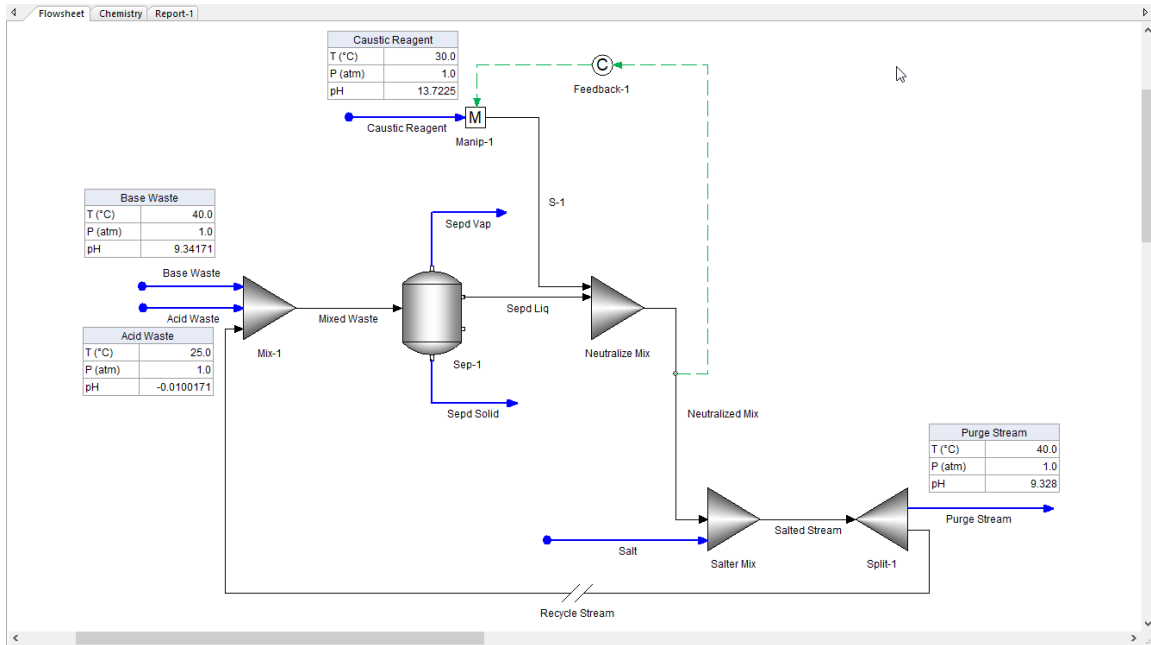 Flowsheet Chemistry Report-1
Caustic Reagent
T (°C) 30.0
P (atm) 1.0
pH 13.7225
C
Feedback-1
Caustic Reagent
M
Manip-1
S-1
Base Waste
T (°C) 40.0
P (atm) 1.0
pH 9.34171
Base Waste
Acid Waste
Acid Waste
T (°C) 25.0
P (atm) 1.0
pH -0.0100171
Mix-1
Mixed Waste
Sepd Vap
Sepd Liq
Sep-1
Sepd Solid
Neutralize Mix
Neutralized Mix
Purge Stream
T (°C) 40.0
P (atm) 1.0
pH 9.328
Purge Stream
Salt
Salter Mix
Salted Stream
Split-1
Recycle Stream